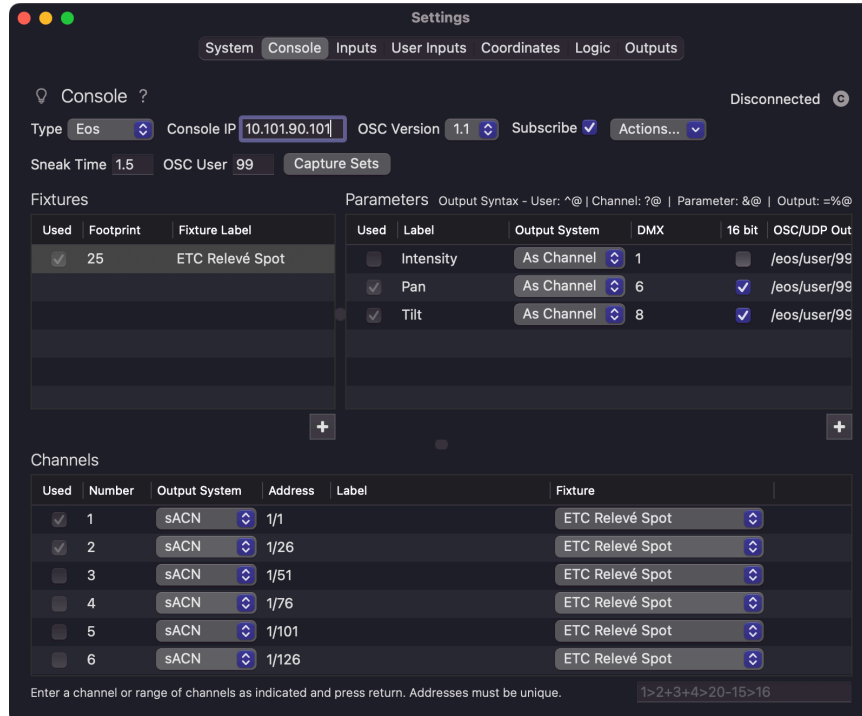 Settings
System Console Inputs User Inputs Coordinates Logic Outputs
Console ?
Disconnected C
Type Eos Console IP 10.101.90.101 OSC Version 1.1 Subscribe Actions...
Sneak Time 1.5 OSC User 99 Capture Sets
Fixtures
Used Footprint Fixture Label
25 ETC Relevé Spot
Parameters Output Syntax - User: ^@ | Channel: ?@ | Parameter: &@ | Output: =%@
Used Label Output System DMX 16 bit OSC/UDP Out
Intensity As Channel 1 /eos/user/99
Pan As Channel 6 /eos/user/99
Tilt As Channel 8 /eos/user/99
+
+
Channels
Used Number Output System Address Label Fixture
1 sACN 1/1 ETC Relevé Spot
2 sACN 1/26 ETC Relevé Spot
3 sACN 1/51 ETC Relevé Spot
4 sACN 1/76 ETC Relevé Spot
5 sACN 1/101 ETC Relevé Spot
6 sACN 1/126 ETC Relevé Spot
Enter a channel or range of channels as indicated and press return. Addresses must be unique. 1>2+3+4>20-15>16